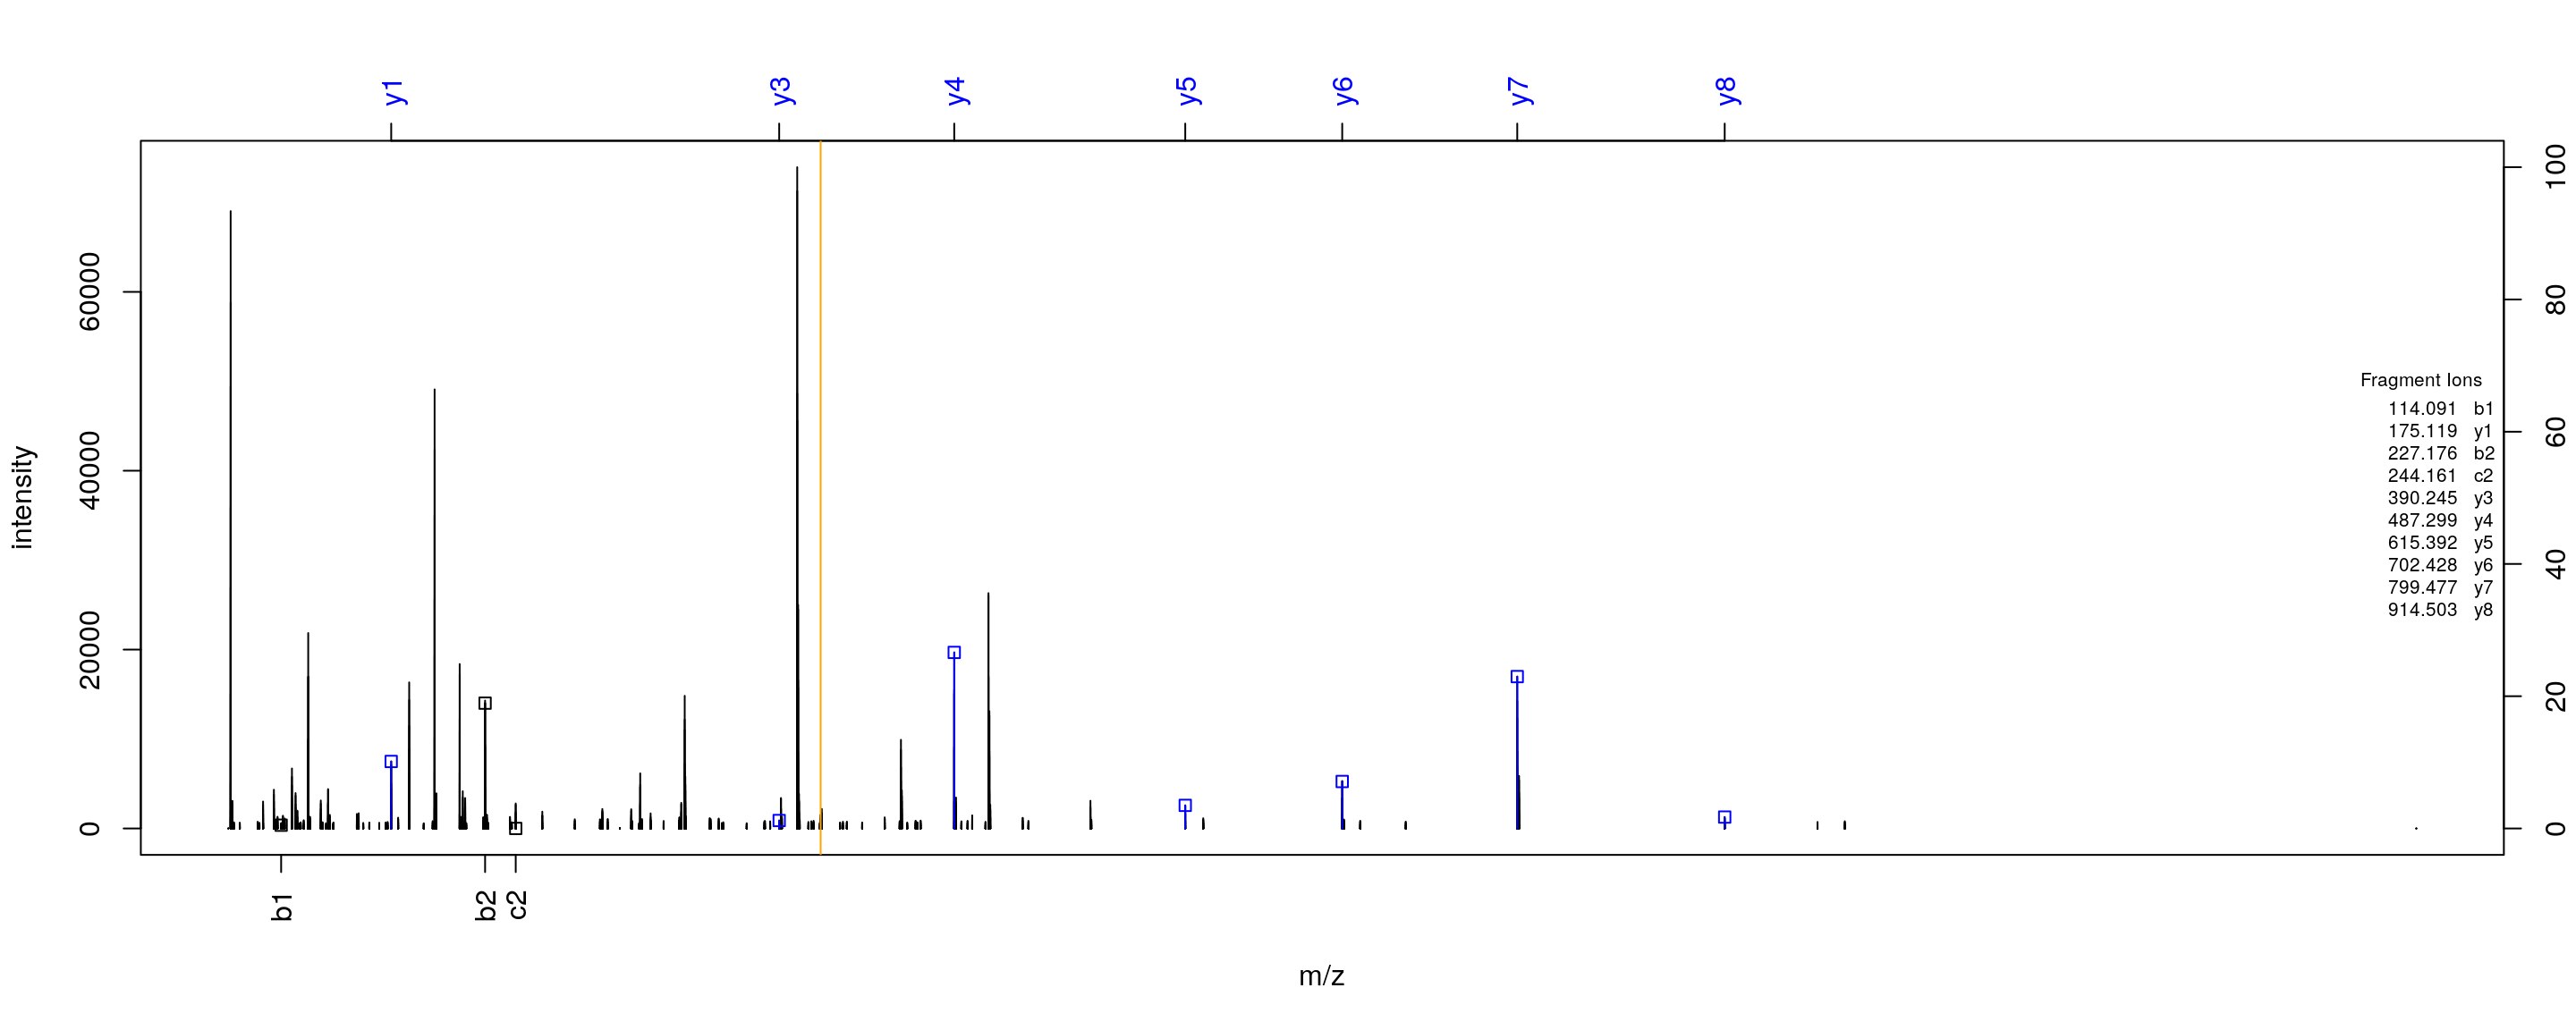 y1 y3 y4 y5 y6 y7 y8
intensity
0 20000 40000 60000
0 20 40 60 80 100
Fragment Ions
114.091 b1
175.119 y1
227.176 b2
244.161 c2
390.245 y3
487.299 y4
615.392 y5
702.428 y6
799.477 y7
914.503 y8
b1 b2 c2
m/z